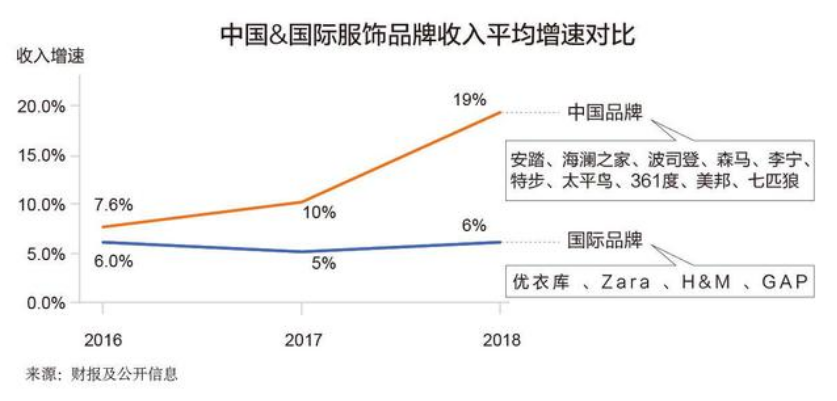 中国&国际服饰品牌收入平均增速对比
收入增速
20.0%
15.0%
10.0%
5.0%
0.0%
7.6%
10%
19%
6.0%
5%
6%
中国品牌
安踏、海澜之家、波司登、森马、李宁、
特步、太平鸟、361度、美邦、七匹狼
国际品牌
优衣库 、Zara 、H&M 、GAP
2016
2017
2018
来源：财报及公开信息